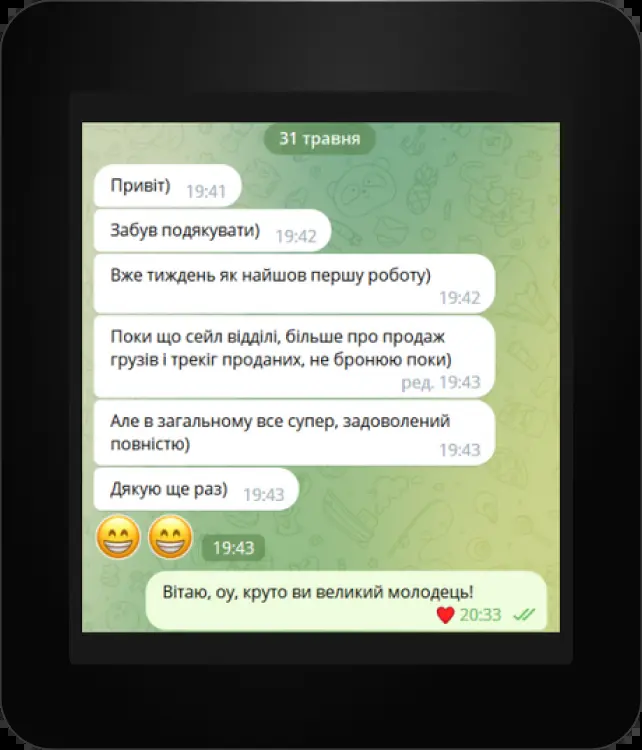 31 травня
Привіт)
19:41
Забув подякувати)
19:42
Вже тиждень як найшов першу роботу)
19:42
Поки що сейл відділі, більше про продаж
грузів і трекіг проданих, не бронюю поки)
ред. 19:43
Але в загальному все супер, задоволений
повністю)
19:43
Дякую ще раз)
19:43
19:43
Вітаю, оу, круто ви великий молодець!
20:33